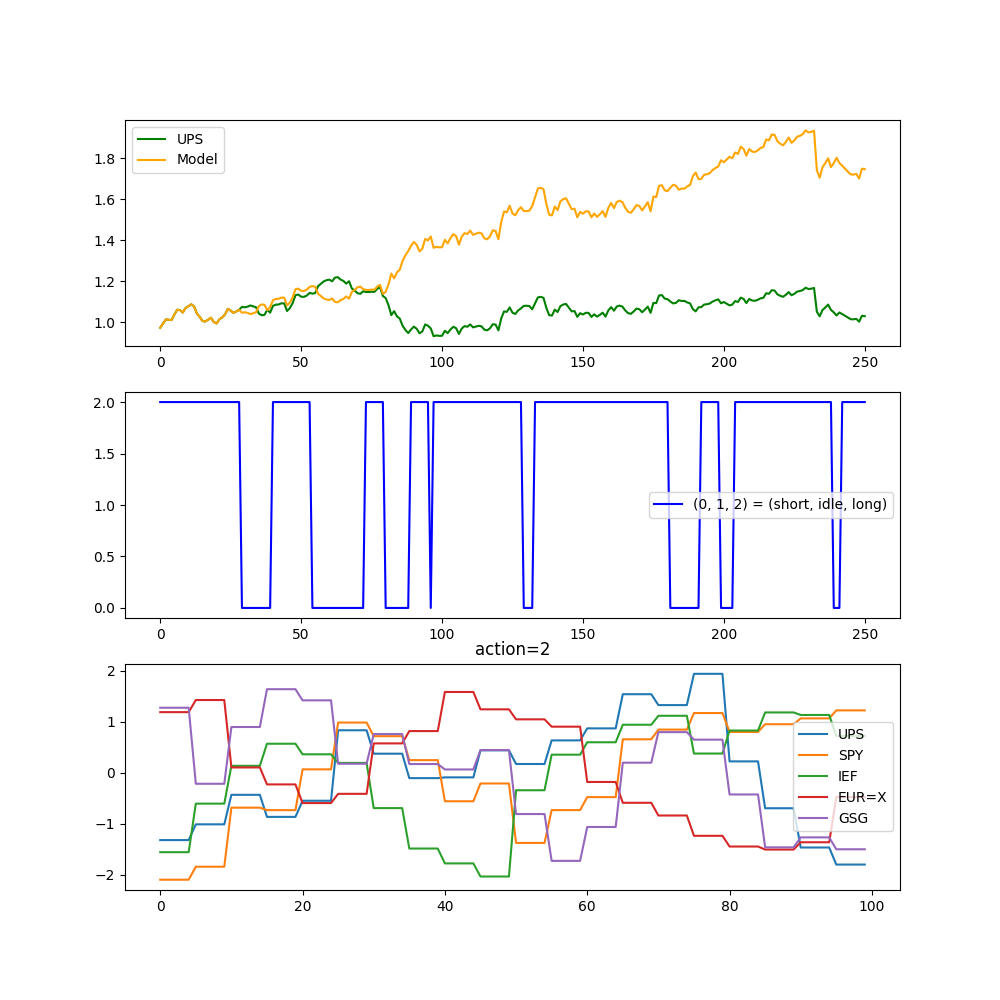 UPS
Model
1.8
1.6
1.4
1.2
1.0
0 50 100 150 200 250
2.0
1.5
1.0
0.5
0.0
(0, 1, 2) = (short, idle, long)
0 50 100 150 200 250
action=2
2
1
0
−1
−2
UPS
SPY
IEF
EUR=X
GSG
0 20 40 60 80 100